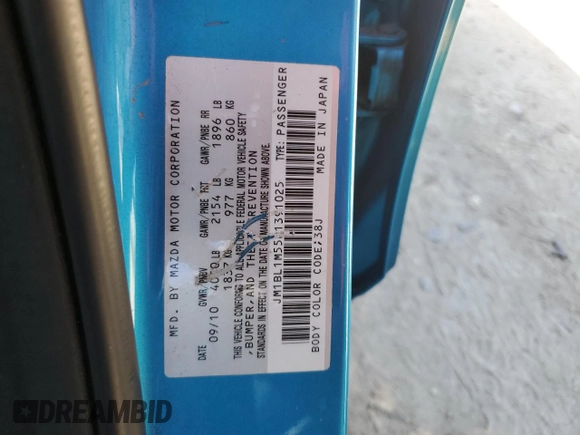 MFD. BY MAZDA MOTOR CORPORATION
DATE GVWR/PNBV GAWR/PNBE FRT GAWR/PNBE RR
09/10 LB 2154 LB 1896 LB
KG 977 KG 860 KG
THIS VEHICLE CONFORMS TO ALL APPLICABLE FEDERAL MOTOR VEHICLE SAFETY
, BUMPER, AND THEFT PREVENTION
STANDARDS IN EFFECT ON THE DATE OF MANUFACTURE SHOWN ABOVE.
TYPE: PASSENGER
BODY COLOR CODE: 38J MADE IN JAPAN
DREAMBID